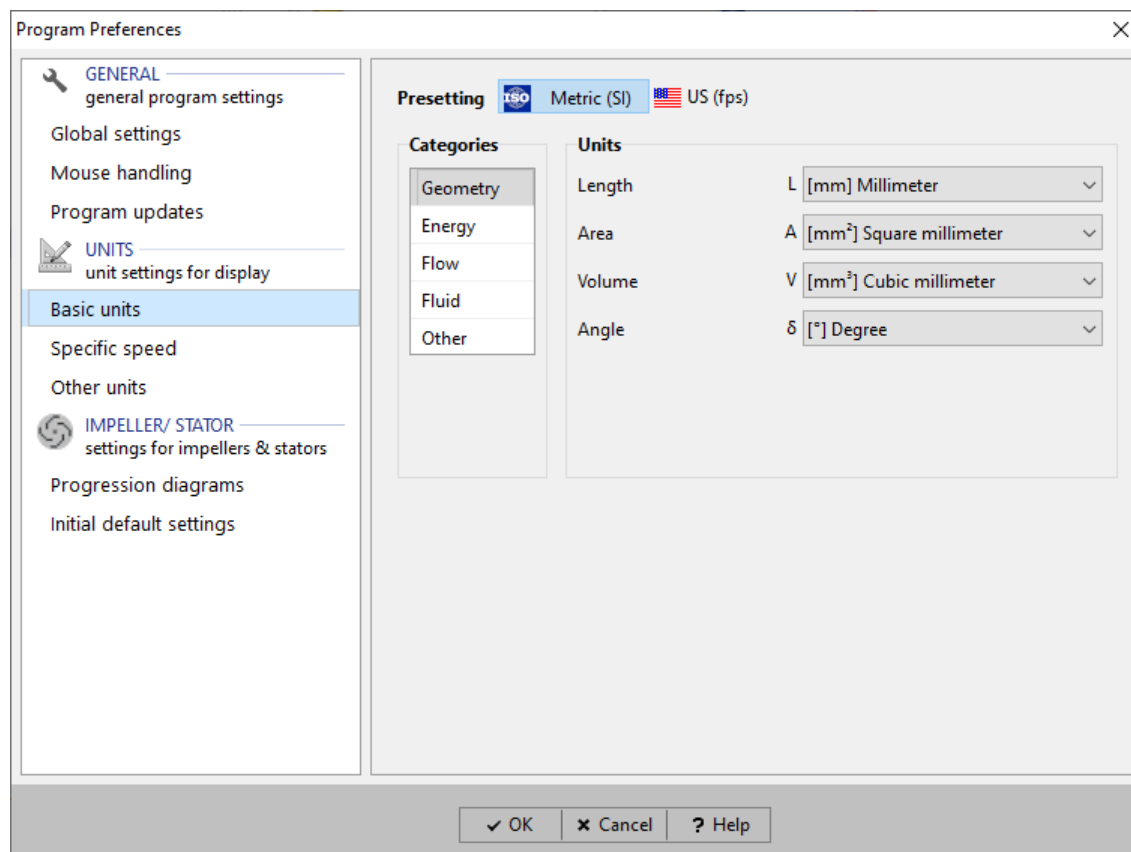 Program Preferences
GENERAL
general program settings
Global settings
Mouse handling
Program updates
UNITS
unit settings for display
Basic units
Specific speed
Other units
IMPELLER/ STATOR
settings for impellers & stators
Progression diagrams
Initial default settings
Presetting ISO Metric (SI) US (fps)
Categories
Geometry
Energy
Flow
Fluid
Other
Units
Length L [mm] Millimeter
Area A [mm²] Square millimeter
Volume V [mm³] Cubic millimeter
Angle δ [°] Degree
OK Cancel ? Help